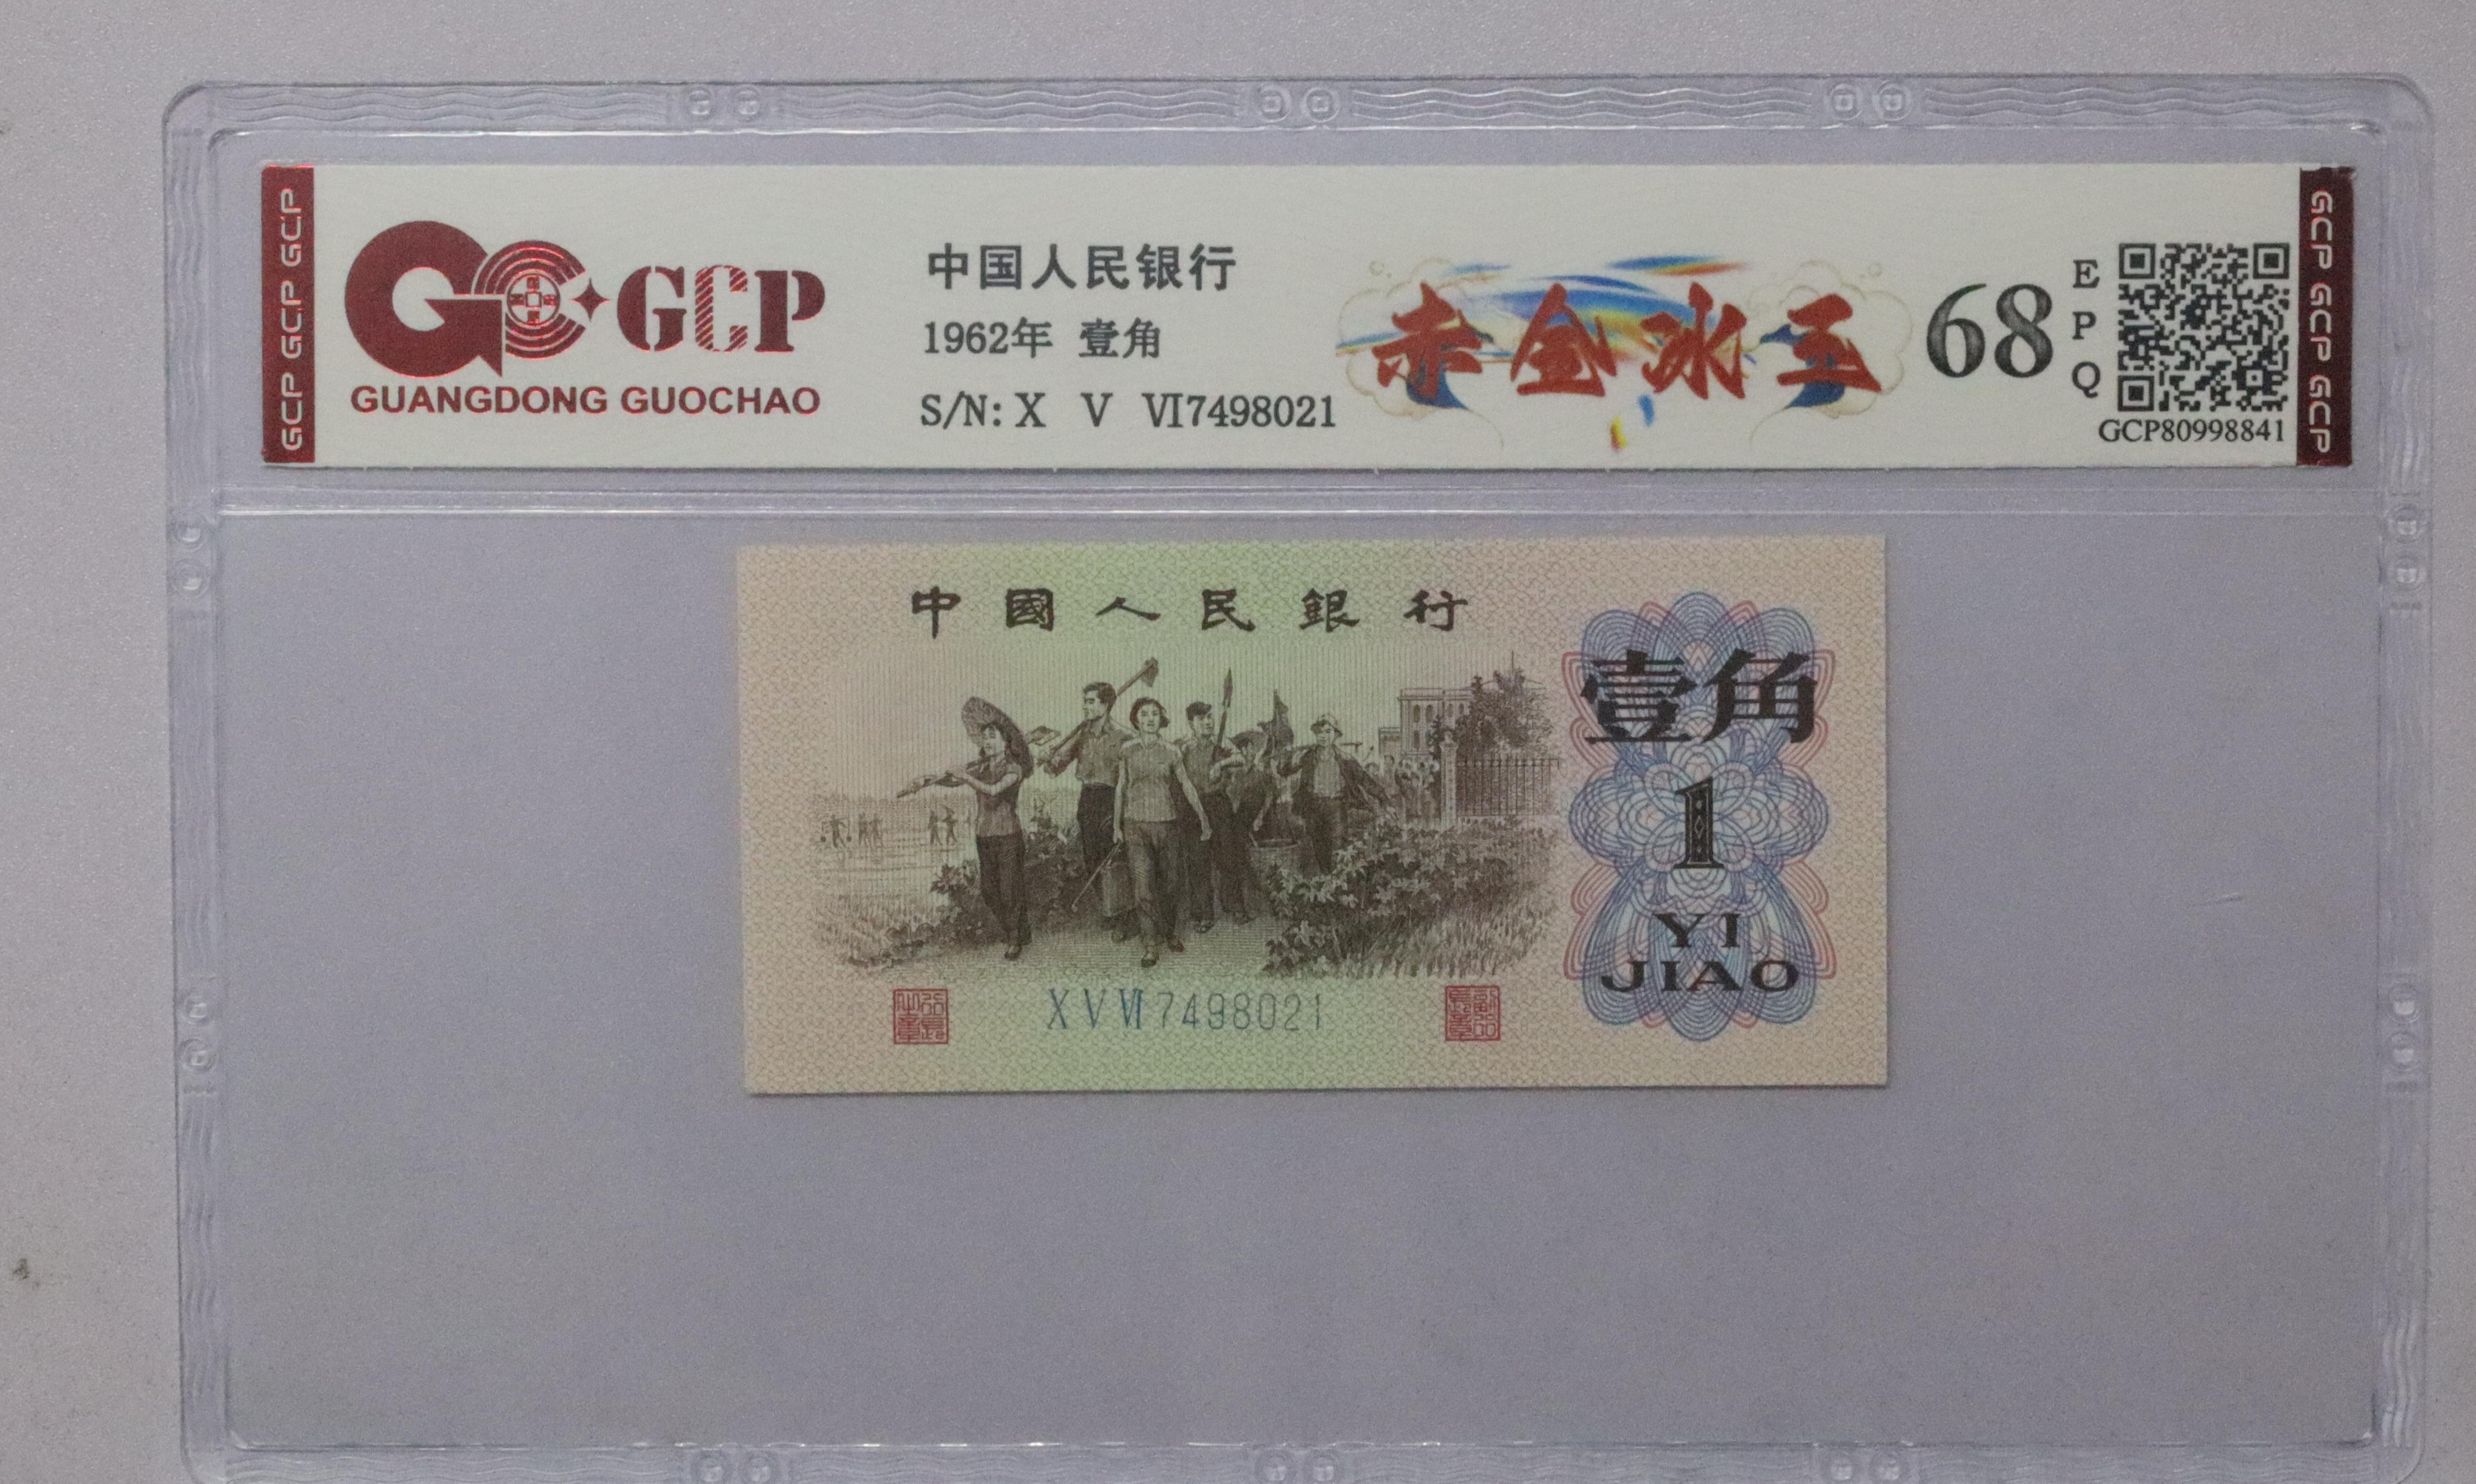 GCP GCP GCP
GCP
GUANGDONG GUOCHAO
中国人民银行
1962年 壹角
S/N: X V VI7498021
赤金冰王
68
E
P
Q
GCP80998841
GCP GCP GCP
中國人民銀行
壹角
1
YI
JIAO
X V VI 7498021